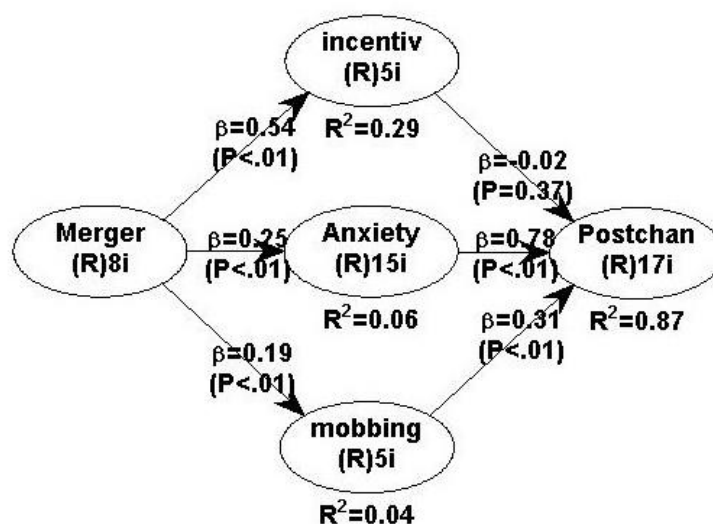 incentiv
(R)5i
R²=0.29
β=0.54
(P<.01)
β=-0.02
(P=0.37)
Merger
(R)8i
β=0.25
(P<.01)
Anxiety
(R)15i
R²=0.06
β=0.78
(P<.01)
Postchan
(R)17i
R²=0.87
β=0.19
(P<.01)
β=0.31
(P<.01)
mobbing
(R)5i
R²=0.04